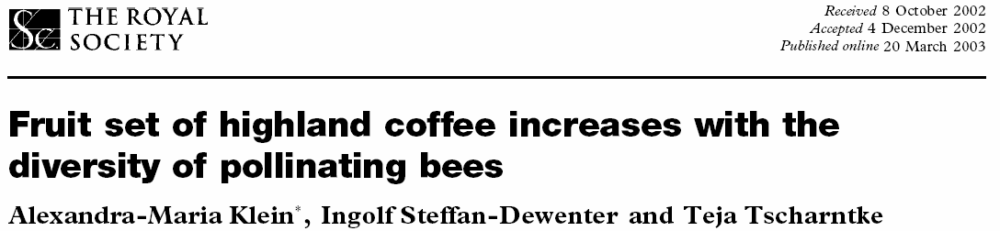 THE ROYAL
SOCIETY
Received 8 October 2002
Accepted 4 December 2002
Published online 20 March 2003
Fruit set of highland coffee increases with the
diversity of pollinating bees
Alexandra-Maria Klein*, Ingolf Steffan-Dewenter and Teja Tscharntke